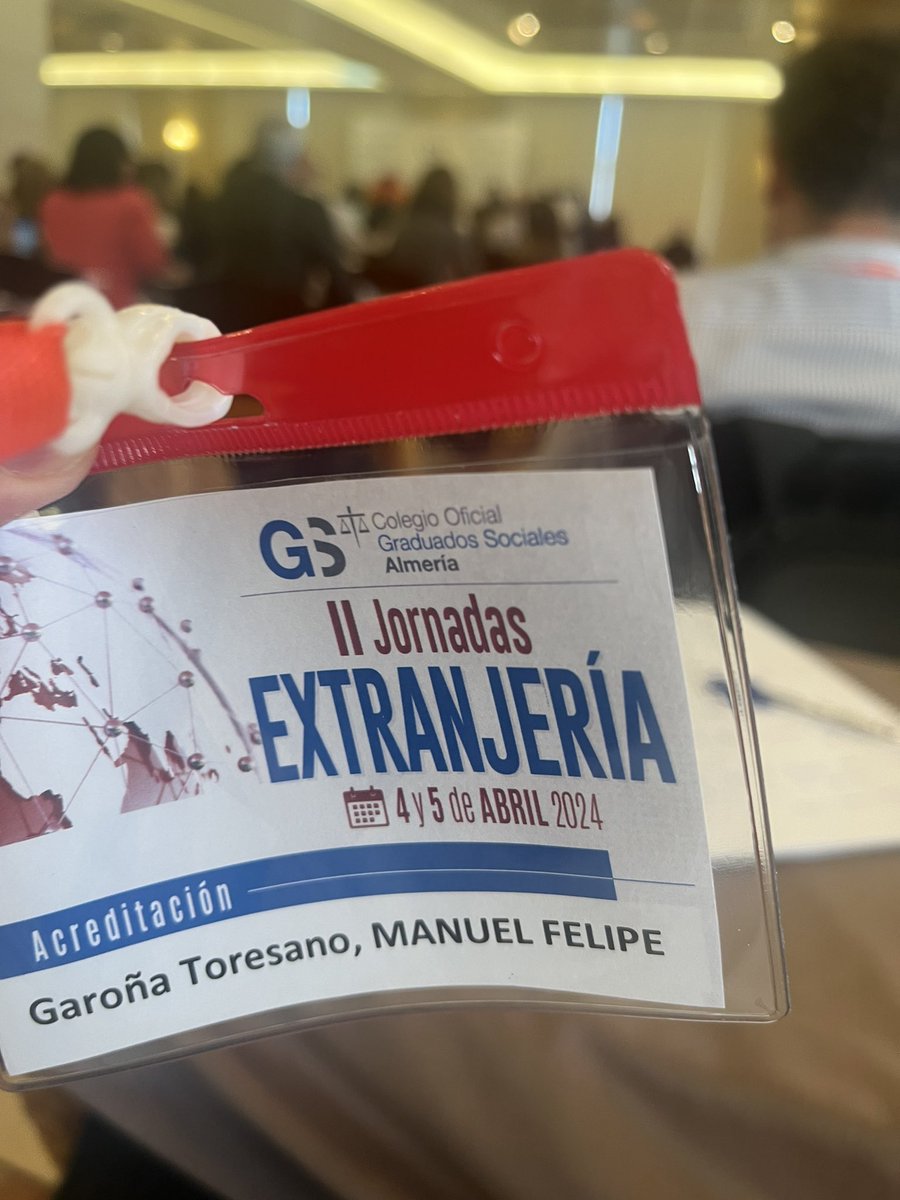 GS Colegio Oficial
Graduados Sociales
Almería
II Jornadas
EXTRANJERÍA
4 y 5 de ABRIL 2024
Acreditación
Garoña Toresano, MANUEL FELIPE